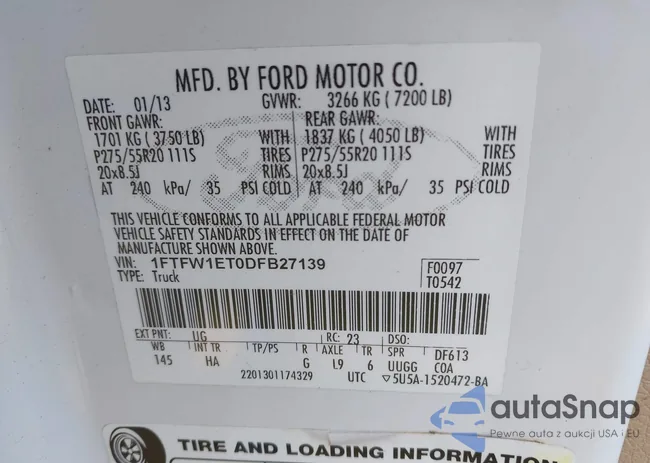 MFD. BY FORD MOTOR CO.
DATE: 01/13 GVWR: 3266 KG ( 7200 LB)
FRONT GAWR: REAR GAWR:
1701 KG ( 3750 LB) WITH 1837 KG ( 4050 LB) WITH
P275/55R20 111S TIRES P275/55R20 111S TIRES
20x8.5J RIMS 20x8.5J RIMS
AT 240 kPa/ 35 PSI COLD AT 240 kPa/ 35 PSI COLD
Ford
THIS VEHICLE CONFORMS TO ALL APPLICABLE FEDERAL MOTOR
VEHICLE SAFETY STANDARDS IN EFFECT ON THE DATE OF
MANUFACTURE SHOWN ABOVE.
VIN: 1FTFW1ET0DFB27139 F0097
TYPE: Truck T0542
EXT PNT: UG RC: 23 DSO:
WB INT TR TP/PS R AXLE TR SPR DF613
145 HA G L9 6 UUGG COA
2201301174329 UTC ▽5U5A-1520472-BA
autoSnap
Pewne auta z aukcji USA i EU
TIRE AND LOADING INFORMATION